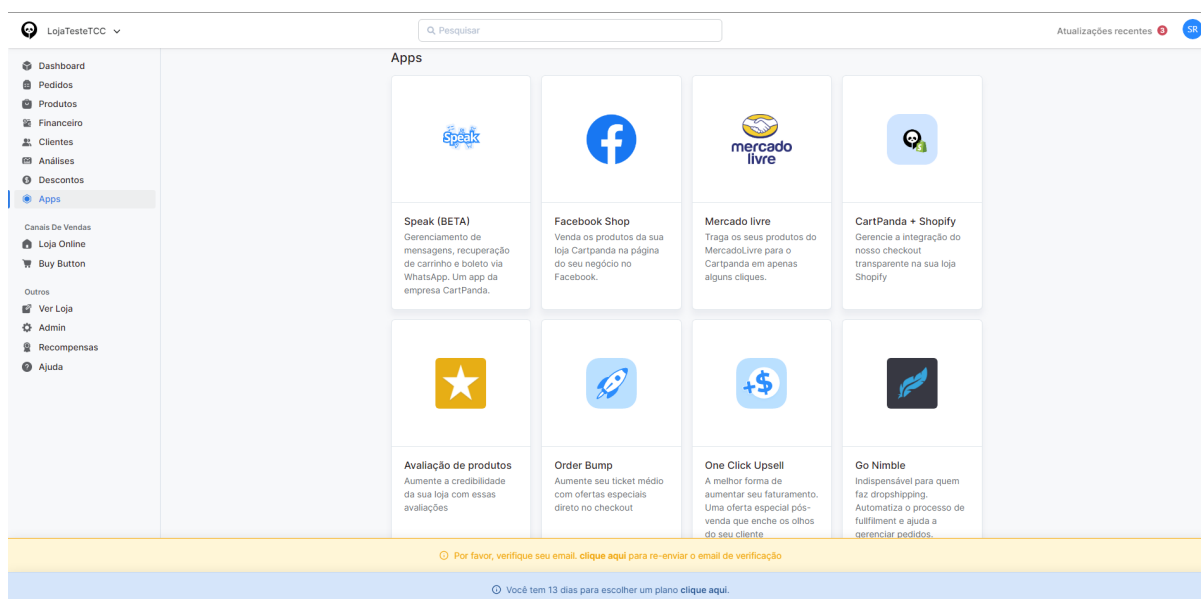 LojaTesteTCC
Pesquisar
Atualizações recentes 3
SR
Dashboard
Pedidos
Produtos
Financeiro
Clientes
Análises
Descontos
Apps
Canais De Vendas
Loja Online
Buy Button
Outros
Ver Loja
Admin
Recompensas
Ajuda
Apps
Speak
Speak (BETA)
Gerenciamento de
mensagens, recuperação
de carrinho e boleto via
WhatsApp. Um app da
empresa CartPanda.
Facebook Shop
Venda os produtos da sua
loja Cartpanda na página
do seu negócio no
Facebook.
mercado
livre
Mercado livre
Traga os seus produtos do
MercadoLivre para o
Cartpanda em apenas
alguns cliques.
CartPanda + Shopify
Gerencie a integração do
nosso checkout
transparente na sua loja
Shopify
Avaliação de produtos
Aumente a credibilidade
da sua loja com essas
avaliações
Order Bump
Aumente seu ticket médio
com ofertas especiais
direto no checkout
+$
One Click Upsell
A melhor forma de
aumentar seu faturamento.
Uma oferta especial pós-
venda que enche os olhos
do seu cliente
Go Nimble
Indispensável para quem
faz dropshipping.
Automatiza o processo de
fullfilment e ajuda a
gerenciar pedidos.
Por favor, verifique seu email. clique aqui para re-enviar o email de verificação
Você tem 13 dias para escolher um plano clique aqui.